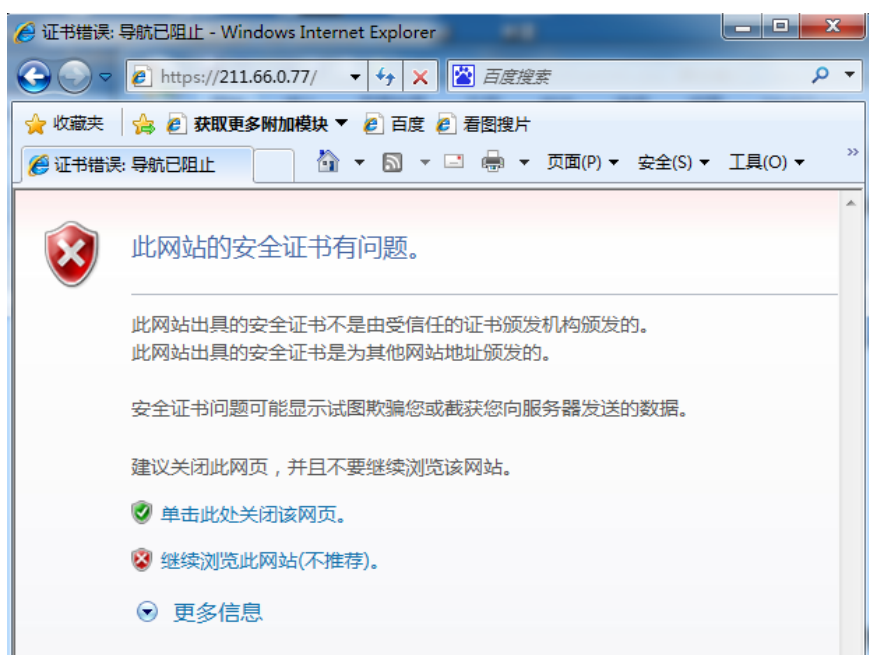 证书错误: 导航已阻止 - Windows Internet Explorer
https://211.66.0.77/
百度搜索
收藏夹
获取更多附加模块
百度
看图搜片
证书错误: 导航已阻止
页面(P)
安全(S)
工具(O)
此网站的安全证书有问题。
此网站出具的安全证书不是由受信任的证书颁发机构颁发的。
此网站出具的安全证书是为其他网站地址颁发的。
安全证书问题可能显示试图欺骗您或截获您向服务器发送的数据。
建议关闭此网页，并且不要继续浏览该网站。
单击此处关闭该网页。
继续浏览此网站(不推荐)。
更多信息